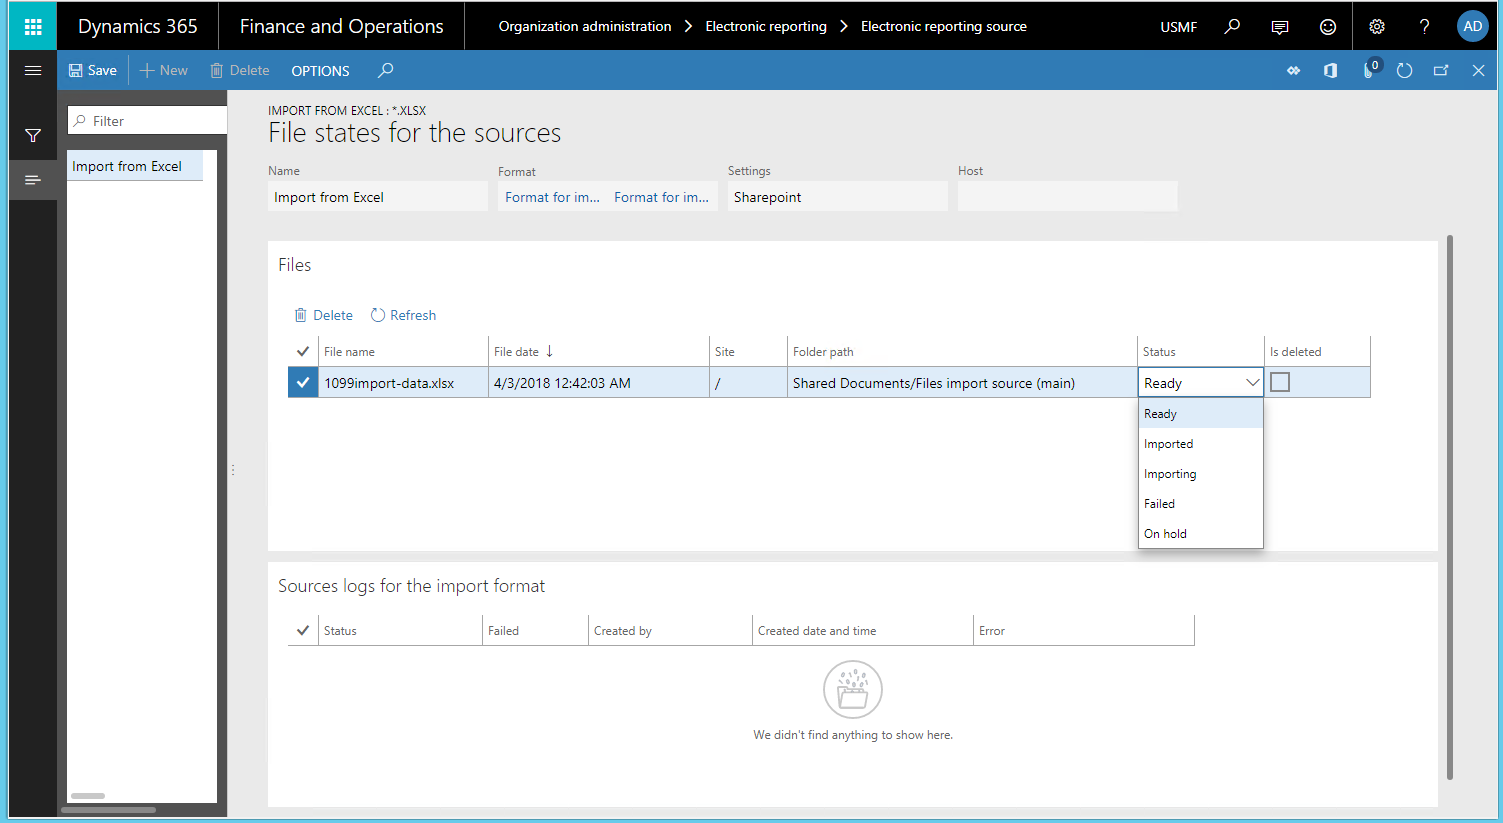 Dynamics 365 Finance and Operations Organization administration Electronic reporting Electronic reporting source USMF ? AD
Save New Delete OPTIONS 0
Filter
Import from Excel
IMPORT FROM EXCEL : *.XLSX
File states for the sources
Name Format Settings Host
Import from Excel Format for im... Format for im... Sharepoint
Files
Delete Refresh
File name File date Site Folder path Status Is deleted
1099import-data.xlsx 4/3/2018 12:42:03 AM / Shared Documents/Files import source (main) Ready
Ready
Imported
Importing
Failed
On hold
Sources logs for the import format
Status Failed Created by Created date and time Error
We didn't find anything to show here.